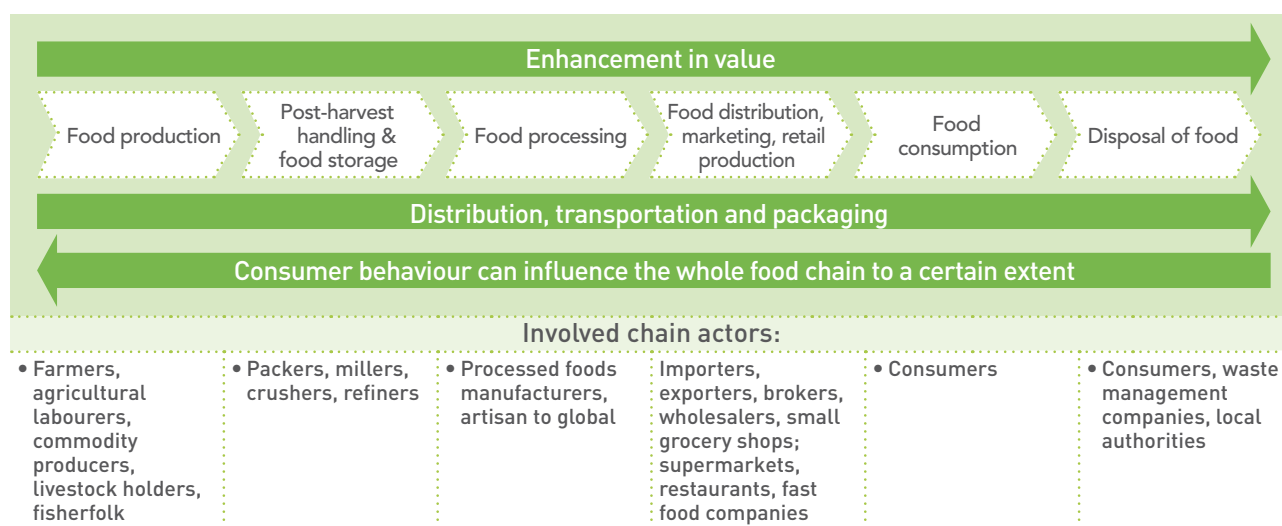 Enhancement in value
Food production
Post-harvest
handling &
food storage
Food processing
Food distribution,
marketing, retail
production
Food
consumption
Disposal of food
Distribution, transportation and packaging
Consumer behaviour can influence the whole food chain to a certain extent
Involved chain actors:
• Farmers,
agricultural
labourers,
commodity
producers,
livestock holders,
fisherfolk
• Packers, millers,
crushers, refiners
• Processed foods
manufacturers,
artisan to global
Importers,
exporters, brokers,
wholesalers, small
grocery shops;
supermarkets,
restaurants, fast
food companies
• Consumers
• Consumers, waste
management
companies, local
authorities